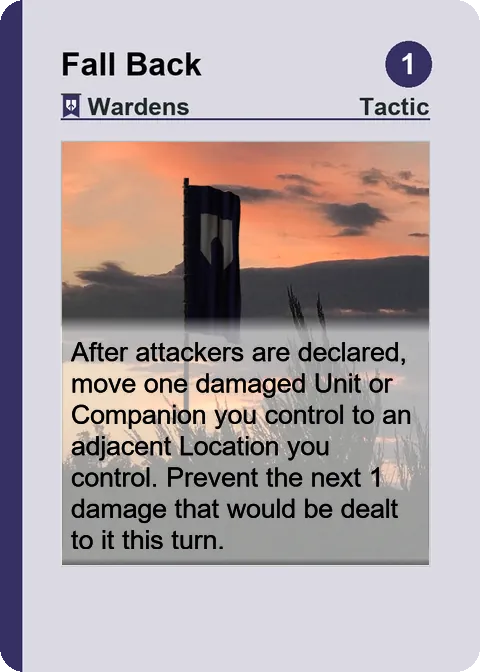 Fall Back
1
Wardens
Tactic
After attackers are declared,
move one damaged Unit or
Companion you control to an
adjacent Location you
control. Prevent the next 1
damage that would be dealt
to it this turn.